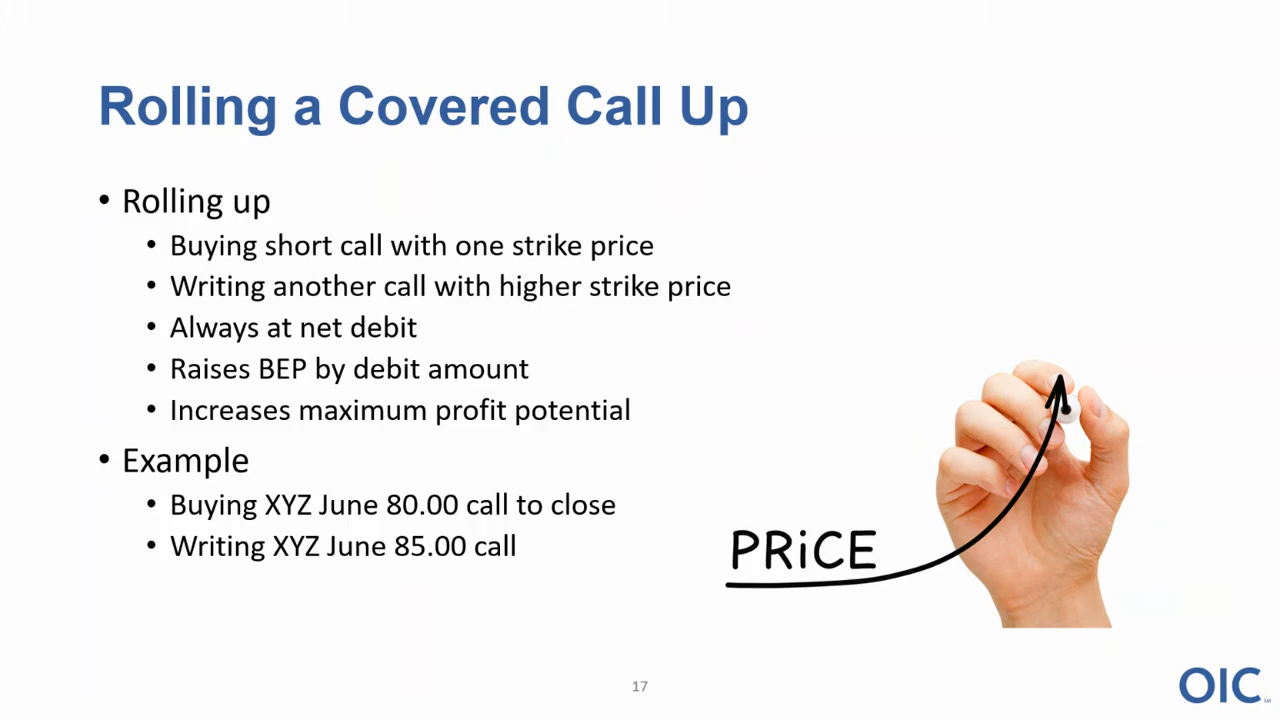 Rolling a Covered Call Up
• Rolling up
• Buying short call with one strike price
• Writing another call with higher strike price
• Always at net debit
• Raises BEP by debit amount
• Increases maximum profit potential
• Example
• Buying XYZ June 80.00 call to close
• Writing XYZ June 85.00 call
PRiCE
17
OIC